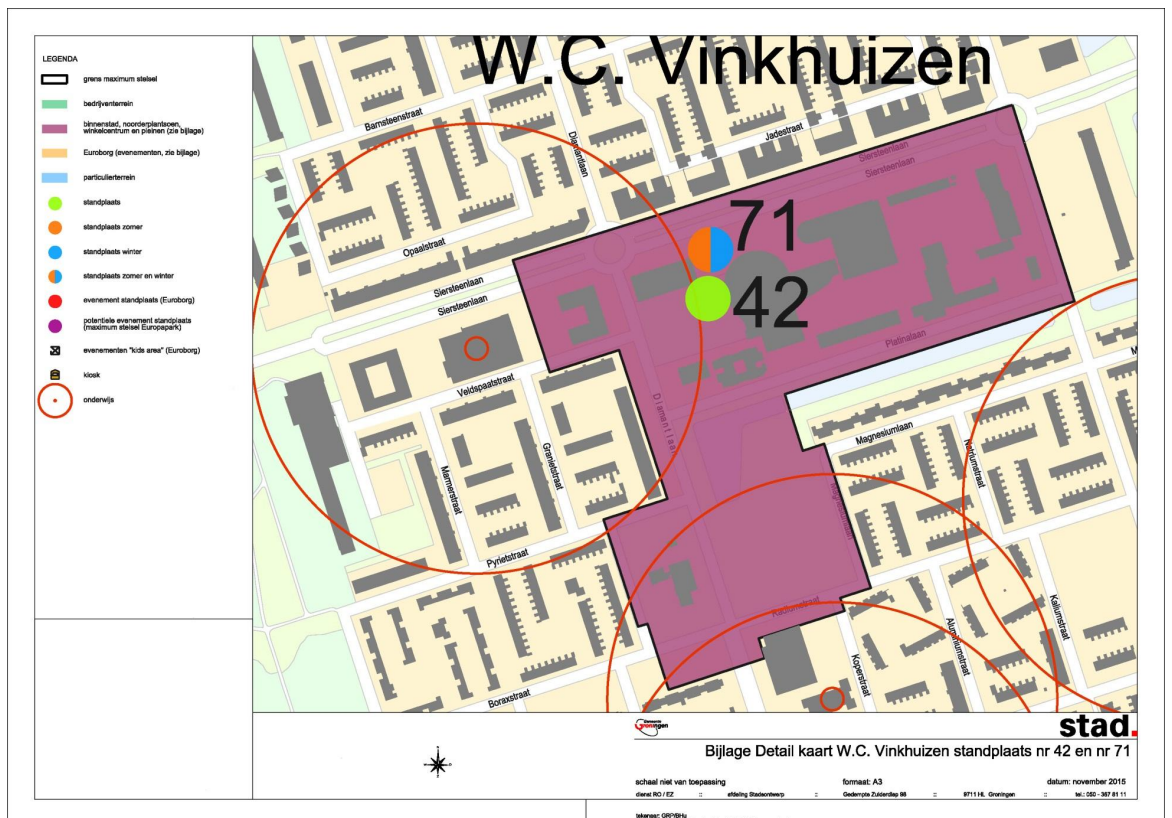 W.C. Vinkhuizen
LEGENDA
grens maximum stelsel
bedrijventerrein
binnenstad, noorderplantsoen,
winkelcentrum en pleinen (zie bijlage)
Euroborg (evenementen, zie bijlage)
particulierterrein
standplaats
standplaats zomer
standplaats winter
standplaats zomer en winter
evenement standplaats (Euroborg)
potentiele evenement standplaats
(maximum stelsel Europapark)
evenementen "kids area" (Euroborg)
kiosk
onderwijs
Barnsteenstraat
Diamantlaan
Jadestraat
Siersteenlaan
Siersteenlaan
Opaalstraat
Siersteenlaan
Siersteenlaan
71
42
Platinalaan
Veldspaatstraat
Diamantlaan
Magnesiumlaan
Natriumstraat
Marmerstraat
Granietstraat
Magnesiumlaan
Pyrietstraat
Radiumstraat
Kaliumstraat
Aluminiumstraat
Koperstraat
Boraxstraat
Gemeente
Groningen
stad.
Bijlage Detail kaart W.C. Vinkhuizen standplaats nr 42 en nr 71
schaal niet van toepassing formaat: A3 datum: november 2015
dienst RO / EZ :: afdeling Stadsontwerp :: Gedempte Zuiderdiep 98 :: 9711 HL Groningen :: tel.: 050 - 367 81 11
tekenaar: GRP/BHu